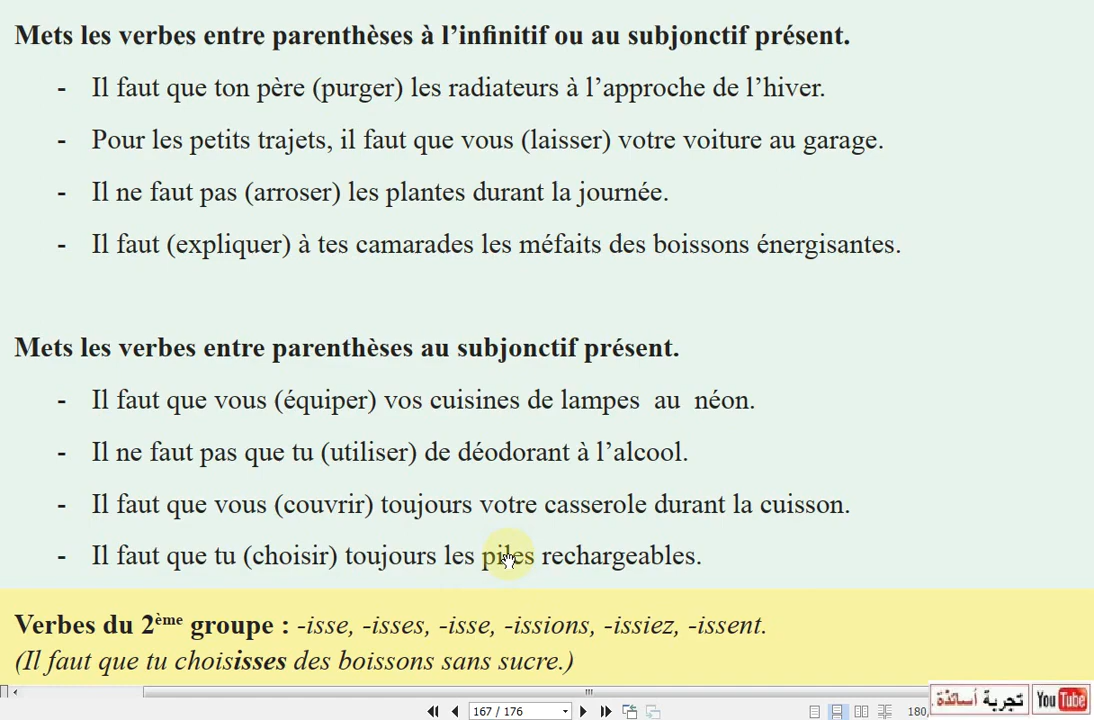 Mets les verbes entre parenthèses à l’infinitif ou au subjonctif présent.
- Il faut que ton père (purger) les radiateurs à l’approche de l’hiver.
- Pour les petits trajets, il faut que vous (laisser) votre voiture au garage.
- Il ne faut pas (arroser) les plantes durant la journée.
- Il faut (expliquer) à tes camarades les méfaits des boissons énergisantes.
Mets les verbes entre parenthèses au subjonctif présent.
- Il faut que vous (équiper) vos cuisines de lampes au néon.
- Il ne faut pas que tu (utiliser) de déodorant à l’alcool.
- Il faut que vous (couvrir) toujours votre casserole durant la cuisson.
- Il faut que tu (choisir) toujours les piles rechargeables.
Verbes du 2ème groupe : -isse, -isses, -isse, -issions, -issiez, -issent.
(Il faut que tu choisisses des boissons sans sucre.)
167 / 176
180,
تجربة أساتذة.
You Tube